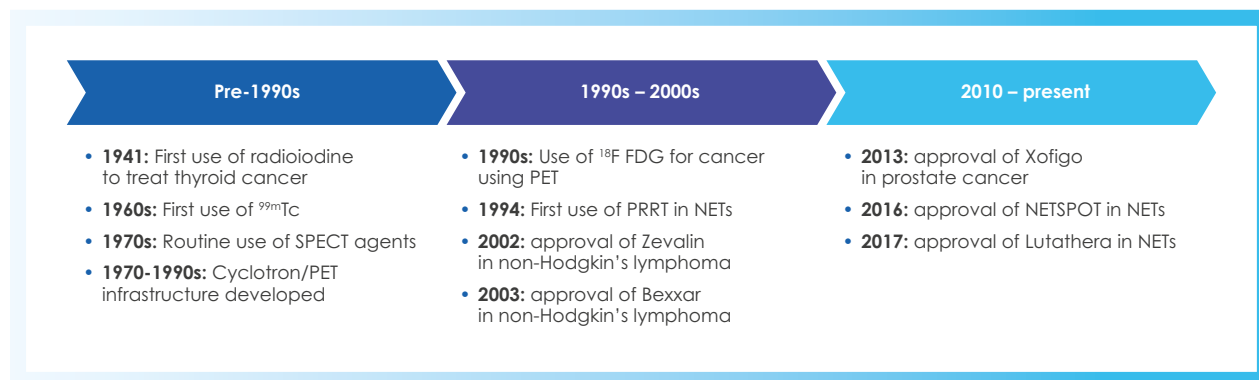 Pre-1990s
• 1941: First use of radioiodine
to treat thyroid cancer
• 1960s: First use of ⁹⁹ᵐTc
• 1970s: Routine use of SPECT agents
• 1970-1990s: Cyclotron/PET
infrastructure developed
1990s – 2000s
• 1990s: Use of ¹⁸F FDG for cancer
using PET
• 1994: First use of PRRT in NETs
• 2002: approval of Zevalin
in non-Hodgkin’s lymphoma
• 2003: approval of Bexxar
in non-Hodgkin’s lymphoma
2010 – present
• 2013: approval of Xofigo
in prostate cancer
• 2016: approval of NETSPOT in NETs
• 2017: approval of Lutathera in NETs